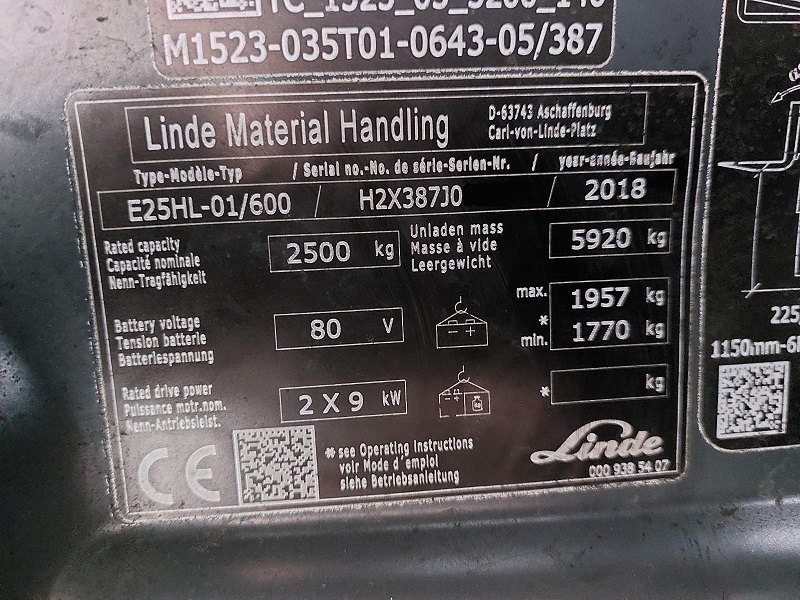 TC_1523_05_5200_140
M1523-035T01-0643-05/387
Linde Material Handling
D-63743 Aschaffenburg
Carl-von-Linde-Platz
Type-Modèle-Typ / Serial no.-No. de série-Serien-Nr. / year-année-Baujahr
E25HL-01/600 / H2X387J0 / 2018
Rated capacity
Capacité nominale
Nenn-Tragfähigkeit
2500 kg
Unladen mass
Masse à vide
Leergewicht
5920 kg
Battery voltage
Tension batterie
Batteriespannung
80 V
max. 1957 kg
*
min. 1770 kg
Rated drive power
Puissance motr.nom.
Nenn-Antriebsleist.
2 X 9 kW
* kg
CE
* see Operating Instructions
voir Mode d'emploi
siehe Betriebsanleitung
Linde
000 938 54 07
225
1150mm-6